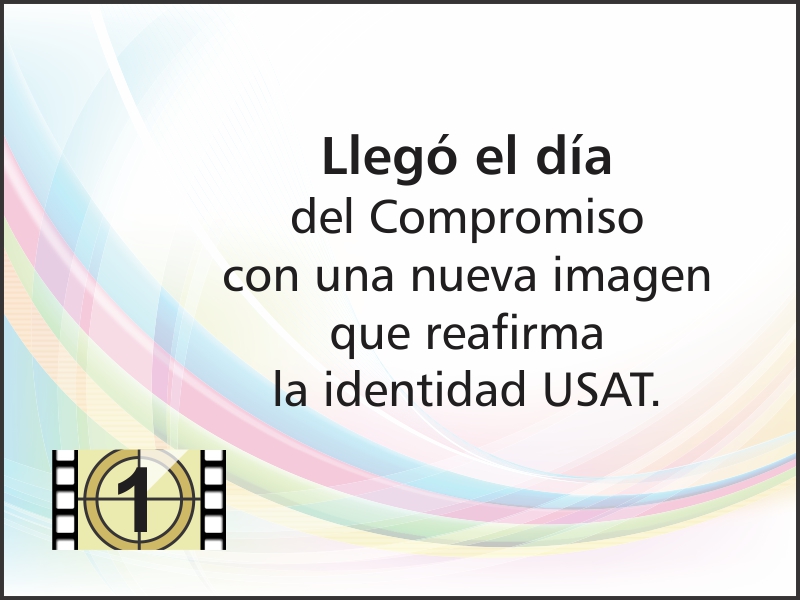 Llegó el día
del Compromiso
con una nueva imagen
que reafirma
la identidad USAT.
1